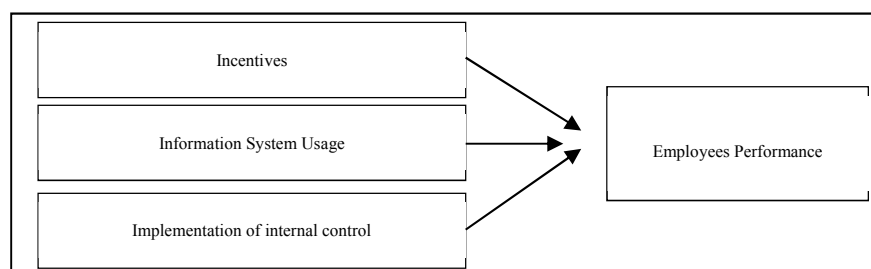 Incentives
Information System Usage
Employees Performance
Implementation of internal control